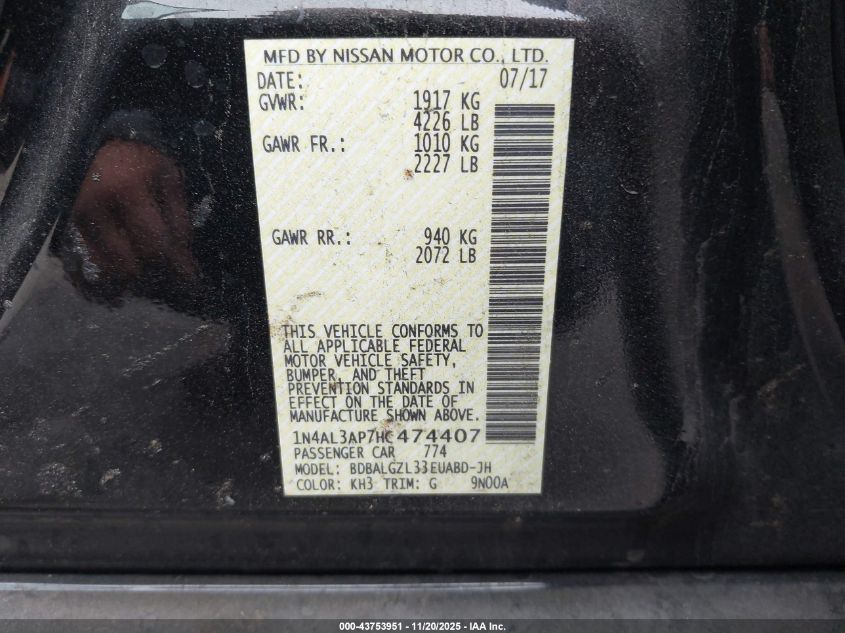 MFD BY NISSAN MOTOR CO., LTD.
DATE: 07/17
GVWR: 1917 KG
4226 LB
GAWR FR.: 1010 KG
2227 LB
GAWR RR.: 940 KG
2072 LB
THIS VEHICLE CONFORMS TO
ALL APPLICABLE FEDERAL
MOTOR VEHICLE SAFETY,
BUMPER, AND THEFT
PREVENTION STANDARDS IN
EFFECT ON THE DATE OF
MANUFACTURE SHOWN ABOVE.
1N4AL3AP7HC474407
PASSENGER CAR 774
MODEL: BDBALGZL33EUABD-JH
COLOR: KH3 TRIM: G 9N00A
000-43753951 - 11/20/2025 - IAA Inc.